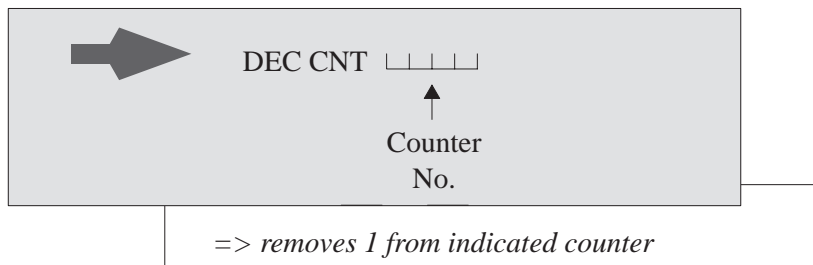 DEC CNT
Counter
No.
=> removes 1 from indicated counter